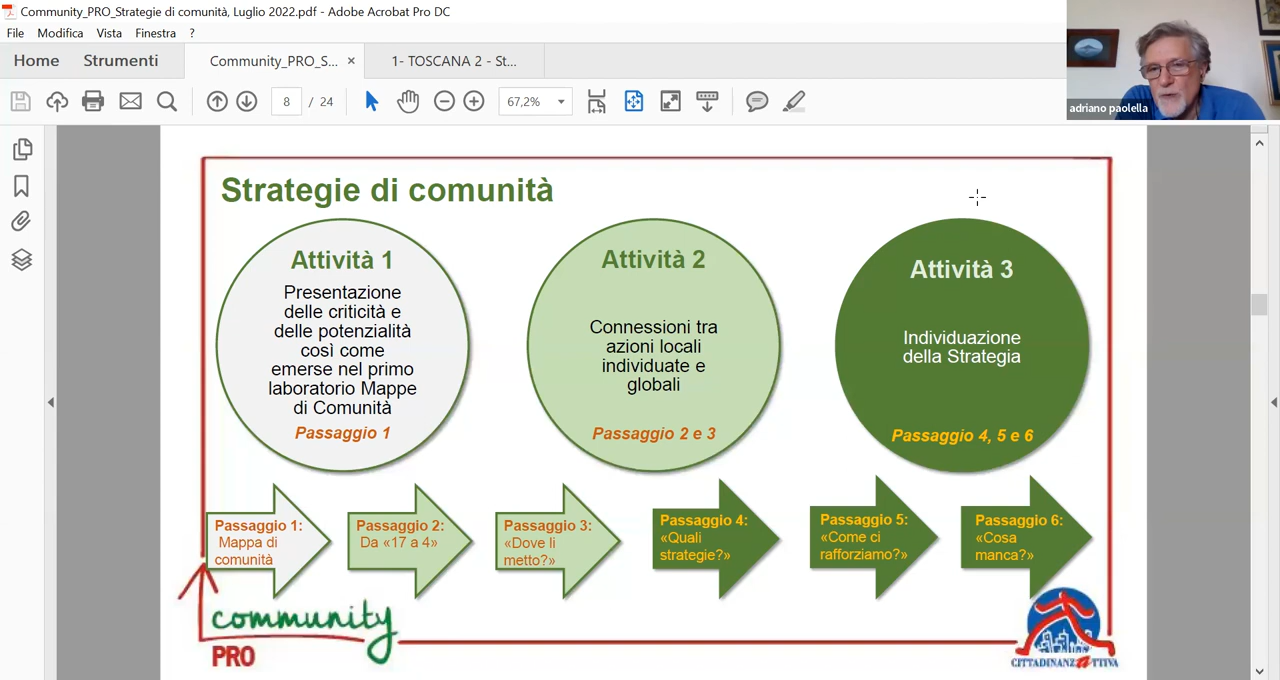 Community_PRO_Strategie di comunità, Luglio 2022.pdf - Adobe Acrobat Pro DC
File Modifica Vista Finestra ?
Home Strumenti Community_PRO_S... × 1- TOSCANA 2 - St...
8 / 24 67,2%
adriano paolella
Strategie di comunità
Attività 1
Presentazione
delle criticità e
delle potenzialità
così come
emerse nel primo
laboratorio Mappe
di Comunità
Passaggio 1
Attività 2
Connessioni tra
azioni locali
individuate e
globali
Passaggio 2 e 3
Attività 3
Individuazione
della Strategia
Passaggio 4, 5 e 6
Passaggio 1:
Mappa di
comunità
Passaggio 2:
Da «17 a 4»
Passaggio 3:
«Dove li
metto?»
Passaggio 4:
«Quali
strategie?»
Passaggio 5:
«Come ci
rafforziamo?»
Passaggio 6:
«Cosa
manca?»
community
PRO
CITTADINANZATTIVA